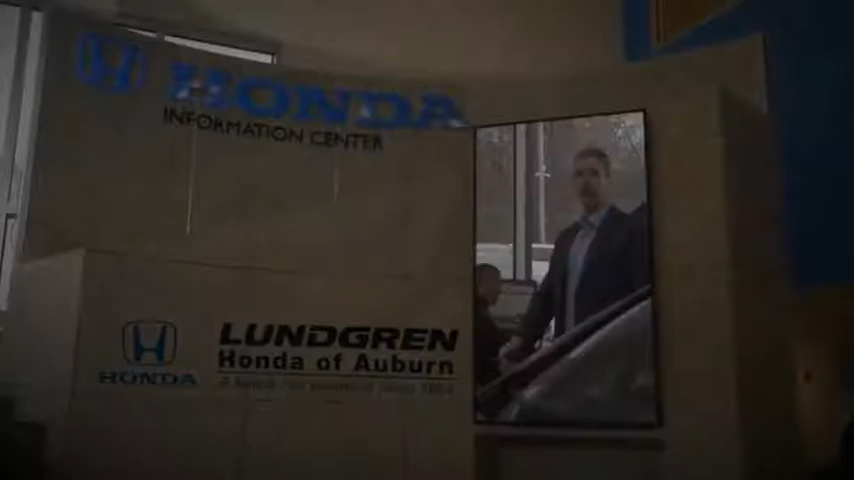 HONDA
INFORMATION CENTER
LUNDGREN
Honda of Auburn
HONDA